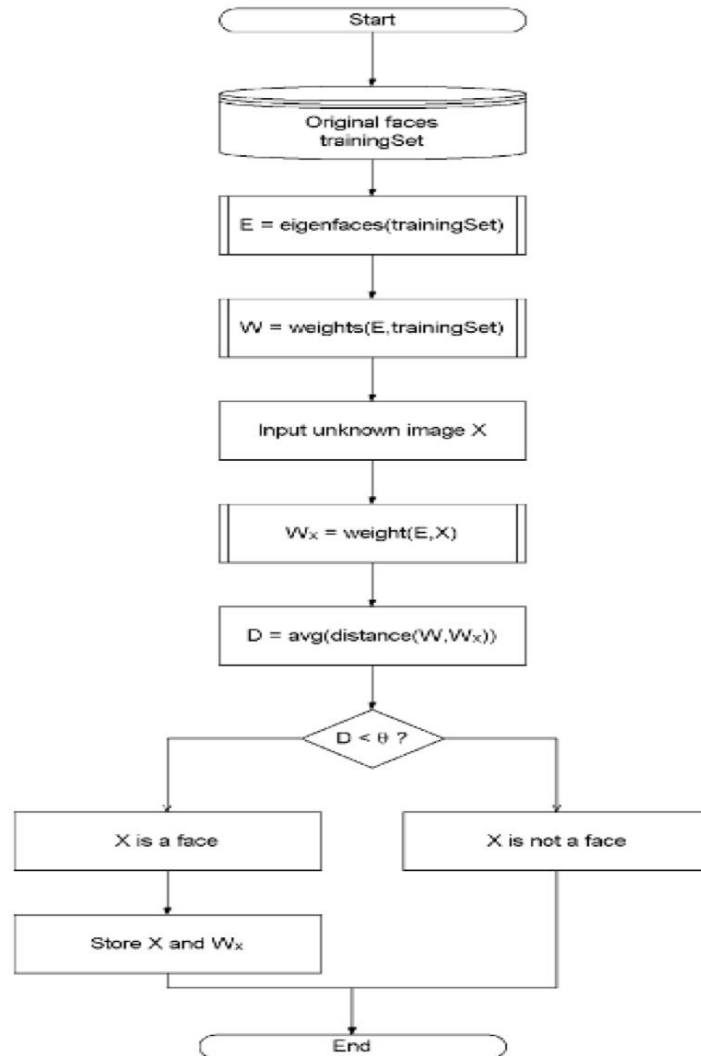 Start
Original faces
trainingSet
E = eigenfaces(trainingSet)
W = weights(E,trainingSet)
Input unknown image X
Wₓ = weight(E,X)
D = avg(distance(W,Wₓ))
D < θ ?
X is a face
X is not a face
Store X and Wₓ
End